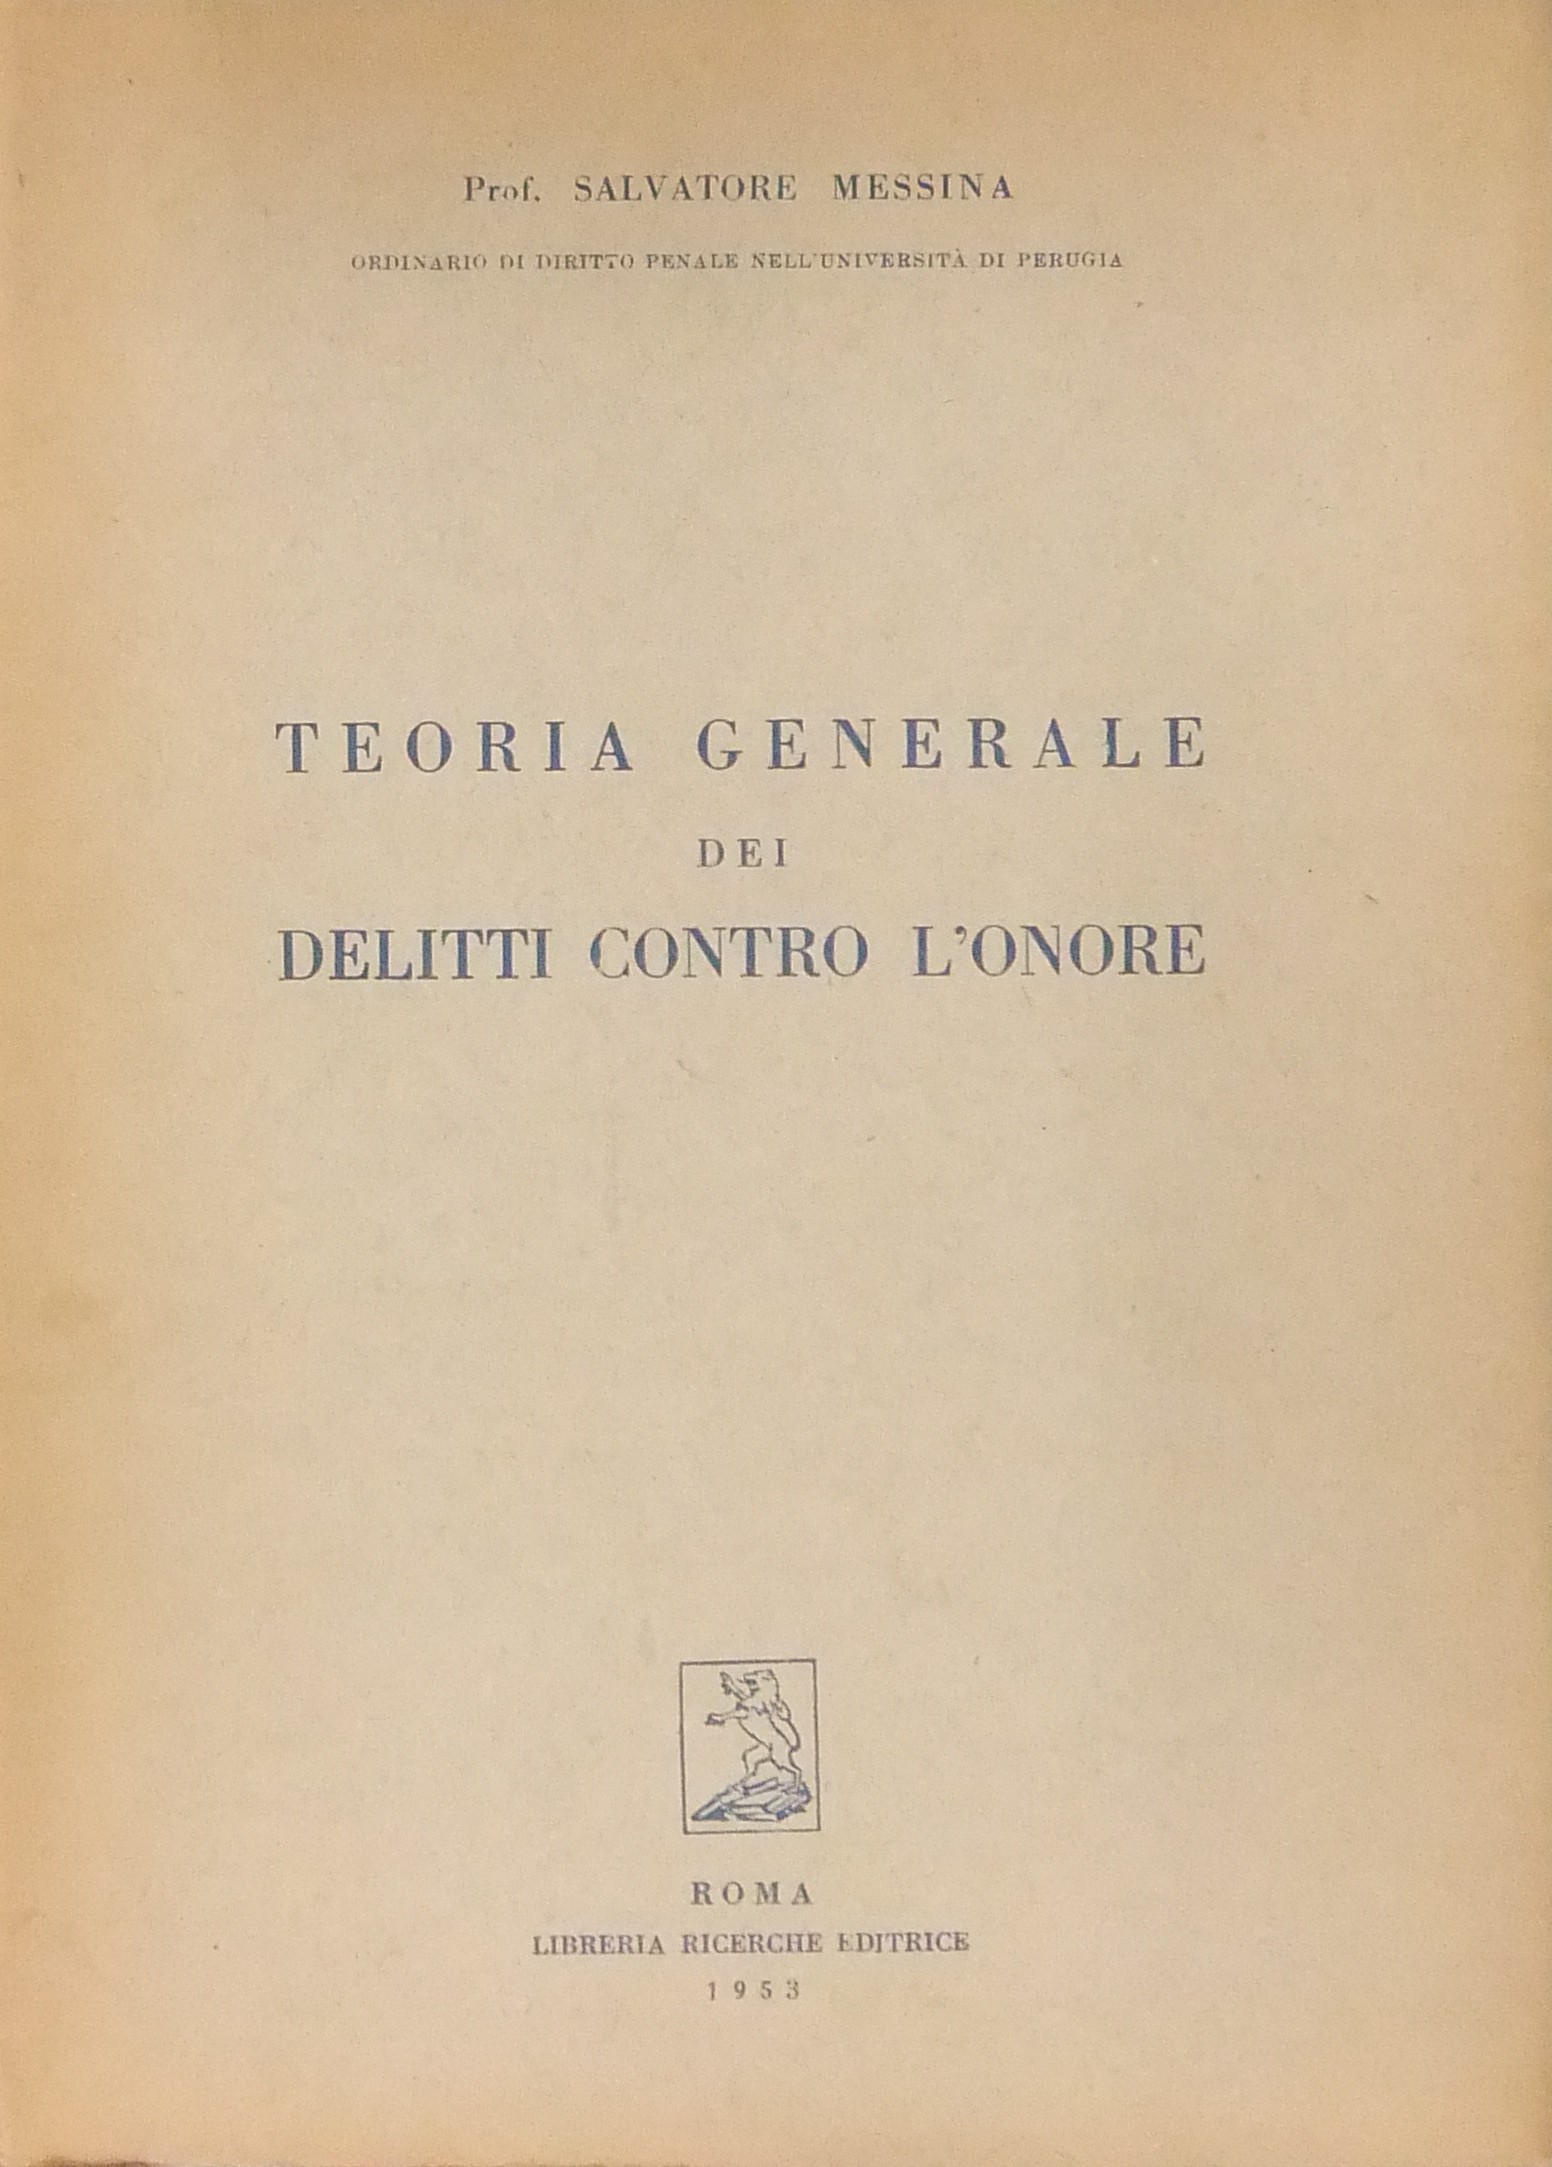 Prof. SALVATORE MESSINA
ORDINARIO DI DIRITTO PENALE NELL'UNIVERSITÀ DI PERUGIA
TEORIA GENERALE
DEI
DELITTI CONTRO L'ONORE
ROMA
LIBRERIA RICERCHE EDITRICE
1953